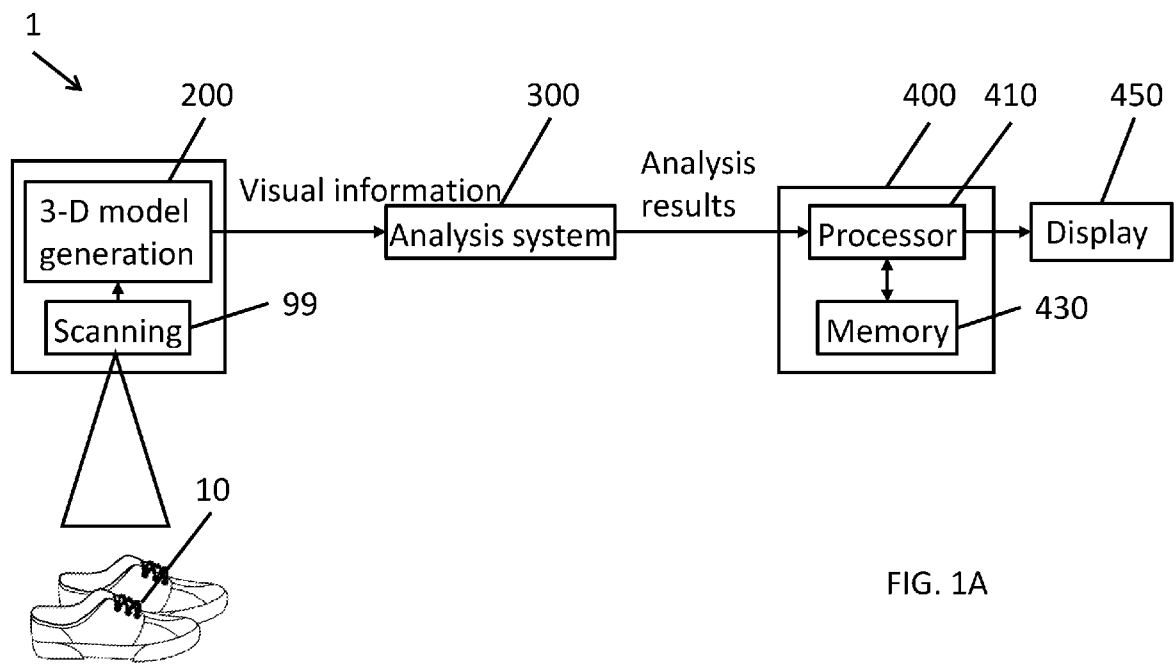 1
200
300
400
410
450
3-D model
generation
Visual information
Analysis system
Analysis
results
Processor
Display
Scanning
99
Memory
430
10
FIG. 1A